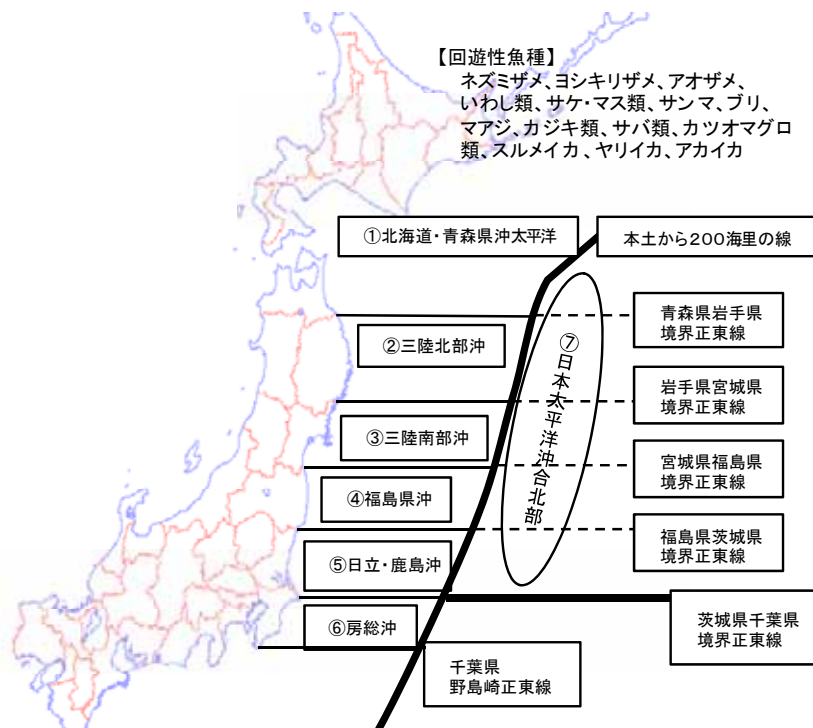 【回遊性魚種】
ネズミザメ、ヨシキリザメ、アオザメ、
いわし類、サケ・マス類、サンマ、ブリ、
マアジ、カジキ類、サバ類、カツオマグロ
類、スルメイカ、ヤリイカ、アカイカ
①北海道・青森県沖太平洋
本土から200海里の線
青森県岩手県
境界正東線
②三陸北部沖
⑦日本太平洋沖合北部
岩手県宮城県
境界正東線
③三陸南部沖
宮城県福島県
境界正東線
④福島県沖
福島県茨城県
境界正東線
⑤日立・鹿島沖
茨城県千葉県
境界正東線
⑥房総沖
千葉県
野島崎正東線